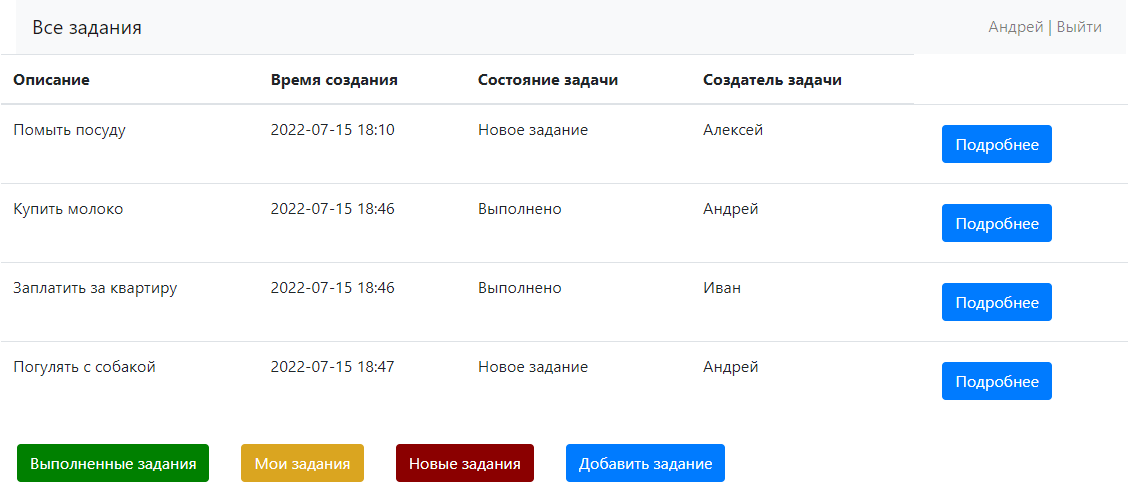 Все задания Андрей | Выйти
Описание Время создания Состояние задачи Создатель задачи
Помыть посуду 2022-07-15 18:10 Новое задание Алексей Подробнее
Купить молоко 2022-07-15 18:46 Выполнено Андрей Подробнее
Заплатить за квартиру 2022-07-15 18:46 Выполнено Иван Подробнее
Погулять с собакой 2022-07-15 18:47 Новое задание Андрей Подробнее
Выполненные задания Мои задания Новые задания Добавить задание